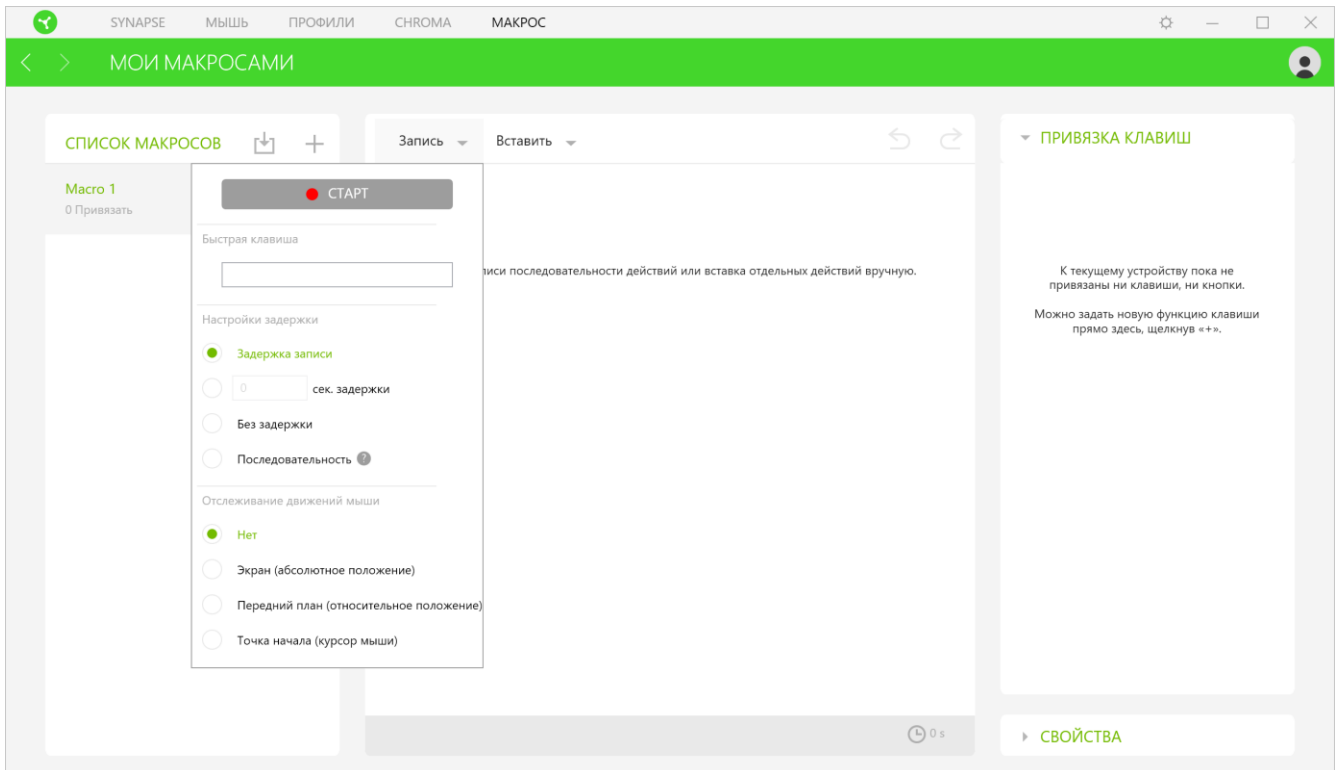 SYNAPSE МЫШЬ ПРОФИЛИ CHROMA МАКРОС
МОИ МАКРОСАМИ
СПИСОК МАКРОСОВ
Macro 1
0 Привязать
Запись Вставить
СТАРТ
Быстрая клавиша
Настройки задержки
Задержка записи
0 сек. задержки
Без задержки
Последовательность ?
Отслеживание движений мыши
Нет
Экран (абсолютное положение)
Передний план (относительное положение)
Точка начала (курсор мыши)
последовательности действий или вставка отдельных действий вручную.
0 s
ПРИВЯЗКА КЛАВИШ
К текущему устройству пока не
привязаны ни клавиши, ни кнопки.
Можно задать новую функцию клавиши
прямо здесь, щелкнув «+».
СВОЙСТВА